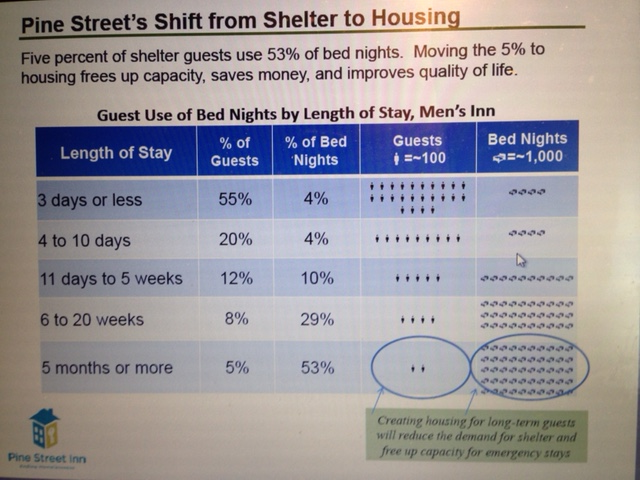 Pine Street's Shift from Shelter to Housing
Five percent of shelter guests use 53% of bed nights. Moving the 5% to
housing frees up capacity, saves money, and improves quality of life.
Guest Use of Bed Nights by Length of Stay, Men's Inn
Length of Stay % of Guests % of Bed Nights Guests =~100 Bed Nights =~1,000
3 days or less 55% 4%
4 to 10 days 20% 4%
11 days to 5 weeks 12% 10%
6 to 20 weeks 8% 29%
5 months or more 5% 53%
Creating housing for long-term guests
will reduce the demand for shelter and
free up capacity for emergency stays
Pine Street Inn